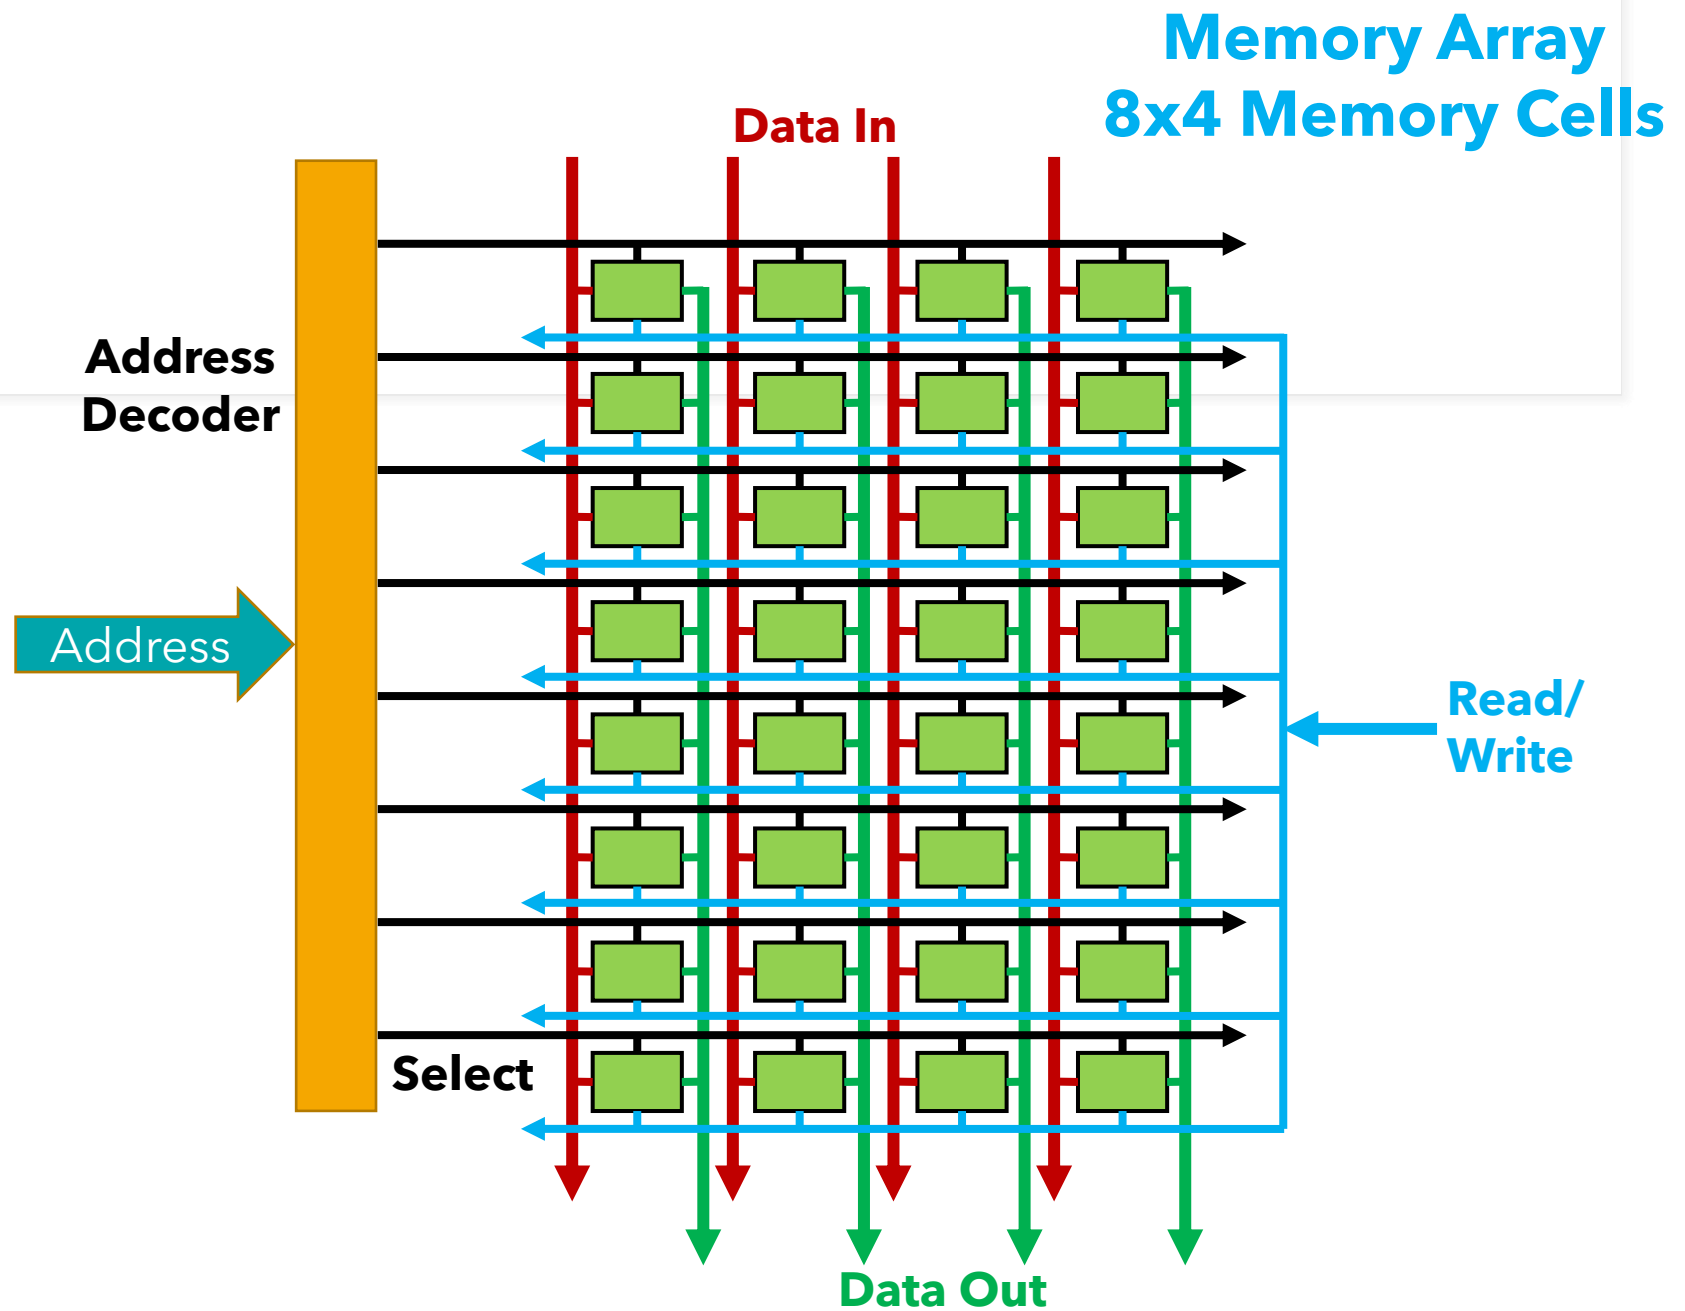 Memory Array
8x4 Memory Cells
Data In
Address
Decoder
Address
Read/
Write
Select
Data Out